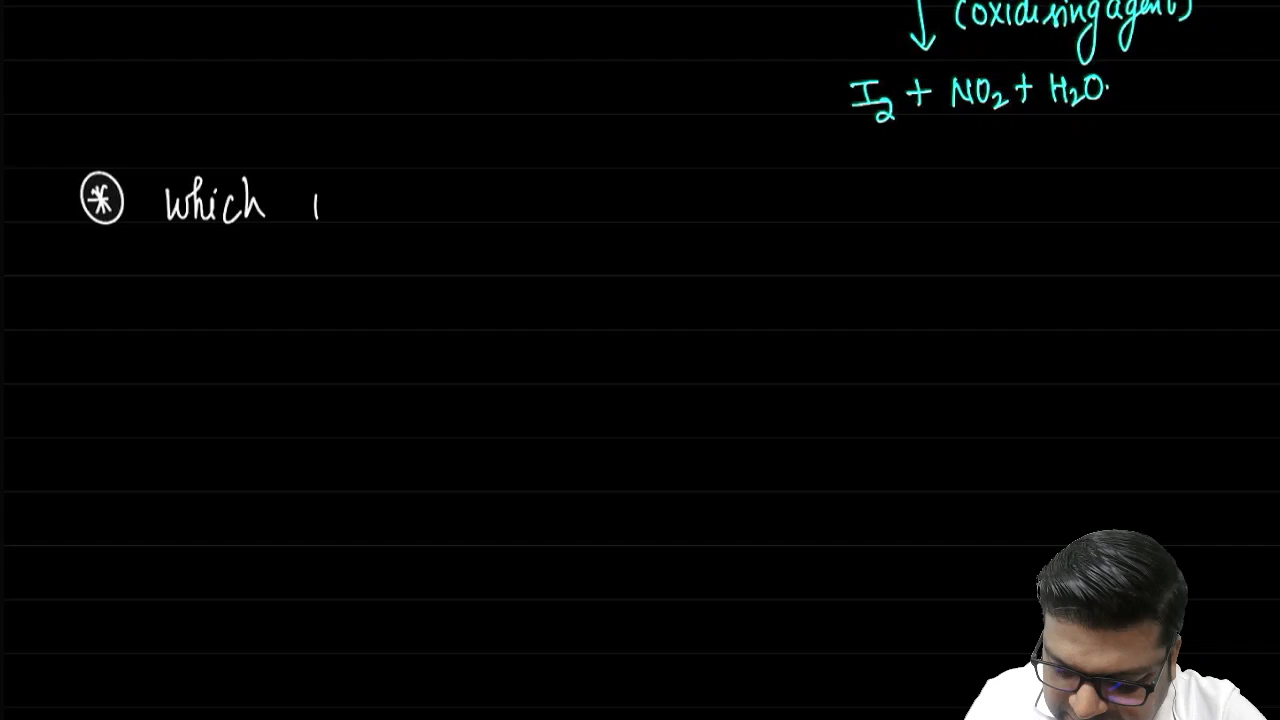 ↓ (oxidising agent)
I₂ + NO₂ + H₂O.
* Which